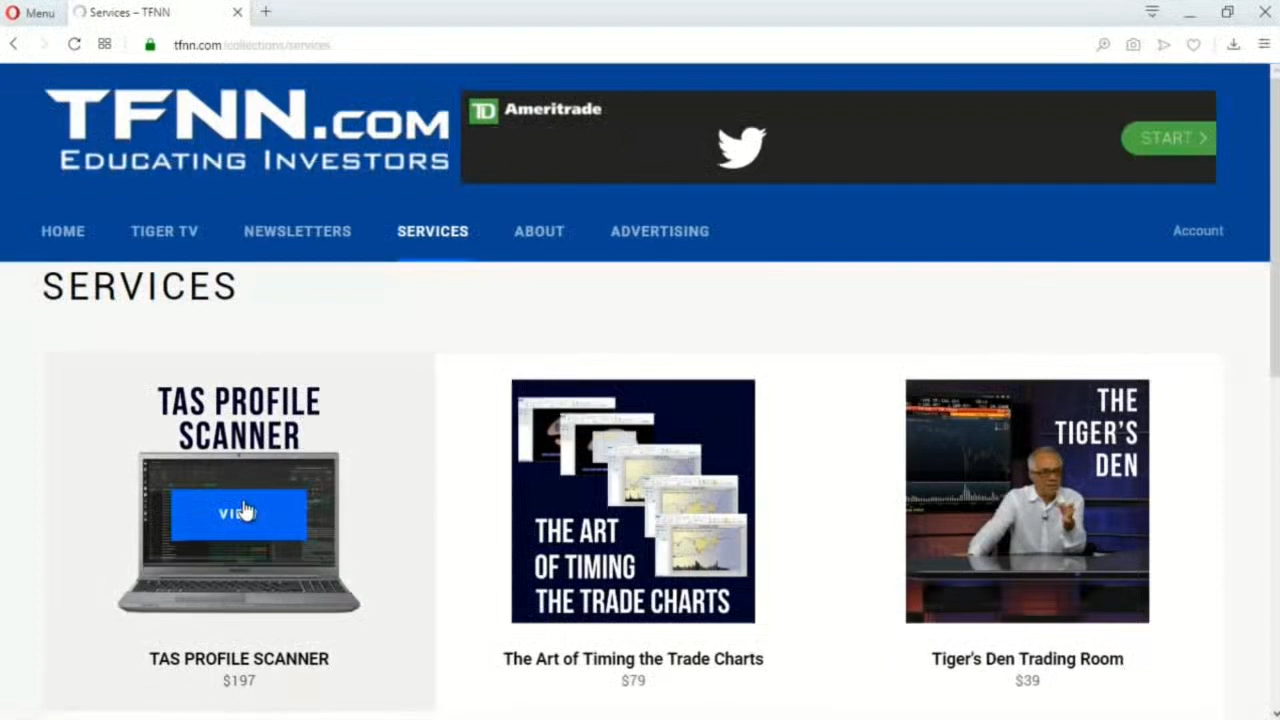 Menu
Services – TFNN
tfnn.com/collections/services
TFNN.COM
EDUCATING INVESTORS
TD Ameritrade
START >
HOME
TIGER TV
NEWSLETTERS
SERVICES
ABOUT
ADVERTISING
Account
SERVICES
TAS PROFILE
SCANNER
THE ART
OF TIMING
THE TRADE CHARTS
THE
TIGER'S
DEN
TAS PROFILE SCANNER
$197
The Art of Timing the Trade Charts
$79
Tiger's Den Trading Room
$39